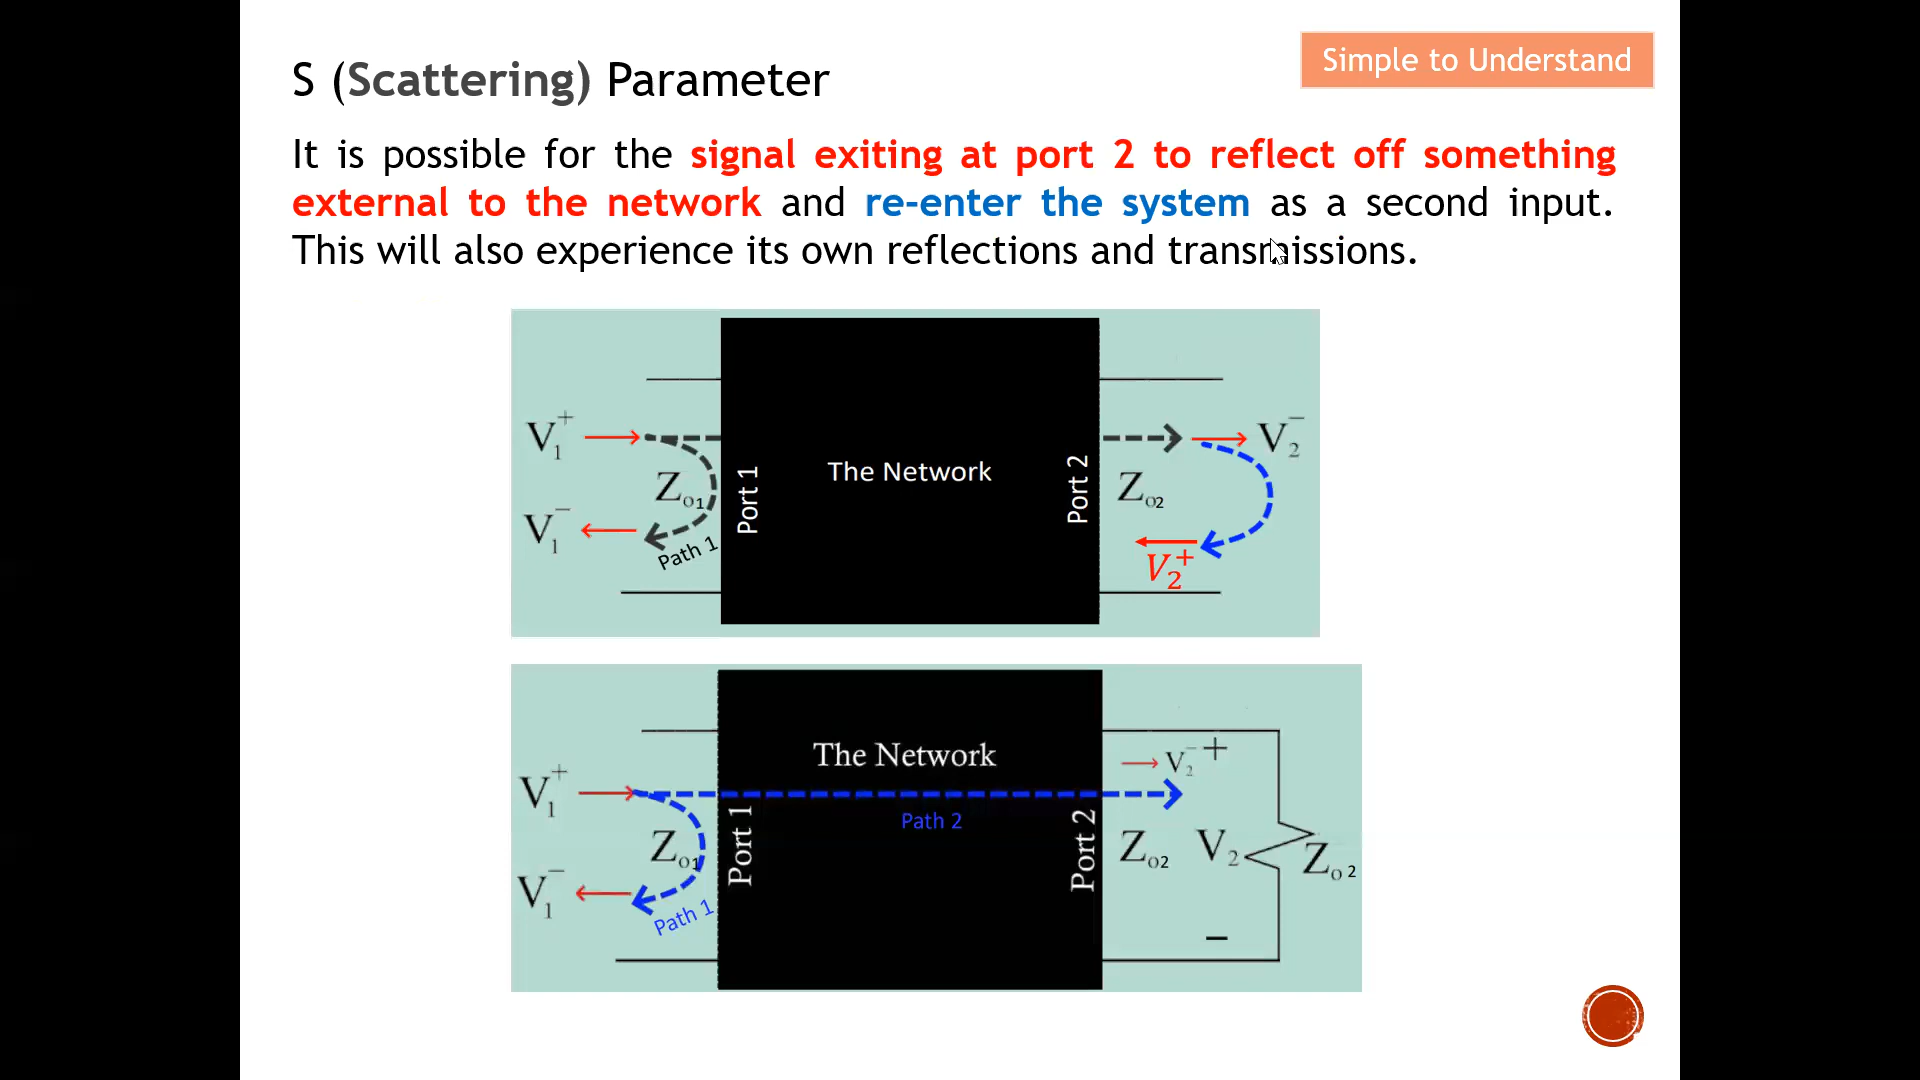 Simple to Understand
S (Scattering) Parameter
It is possible for the signal exiting at port 2 to reflect off something
external to the network and re-enter the system as a second input.
This will also experience its own reflections and transmissions.
V₁⁺
V₁⁻
Zₒ₁
Path 1
Port 1
The Network
Port 2
Zₒ₂
V₂⁻
V₂⁺
V₁⁺
V₁⁻
Zₒ₁
Path 1
Port 1
The Network
Path 2
Port 2
V₂⁻ +
Zₒ₂
V₂
Zₒ₂
−